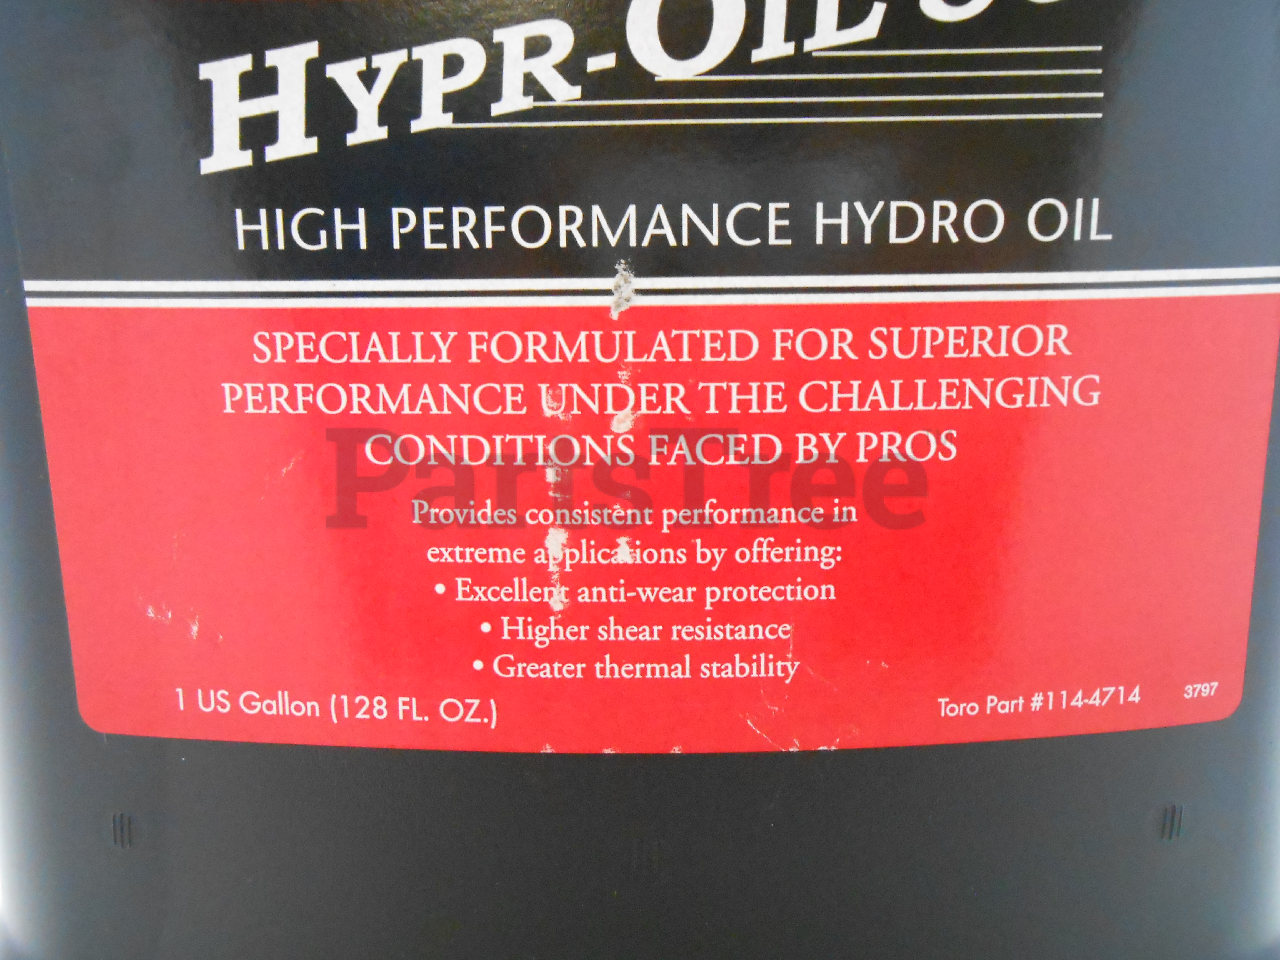 HYPR-OIL
HIGH PERFORMANCE HYDRO OIL
SPECIALLY FORMULATED FOR SUPERIOR
PERFORMANCE UNDER THE CHALLENGING
CONDITIONS FACED BY PROS
PartsTree
Provides consistent performance in
extreme applications by offering:
• Excellent anti-wear protection
• Higher shear resistance
• Greater thermal stability
1 US Gallon (128 FL. OZ.)
Toro Part #114-4714 3797